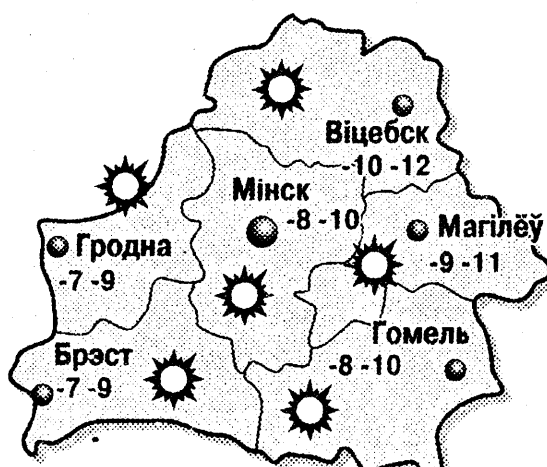 Віцебск
-10 -12
Мінск
-8 -10
Гродна
-7 -9
Магілёў
-9 -11
Гомель
-8 -10
Брэст
-7 -9